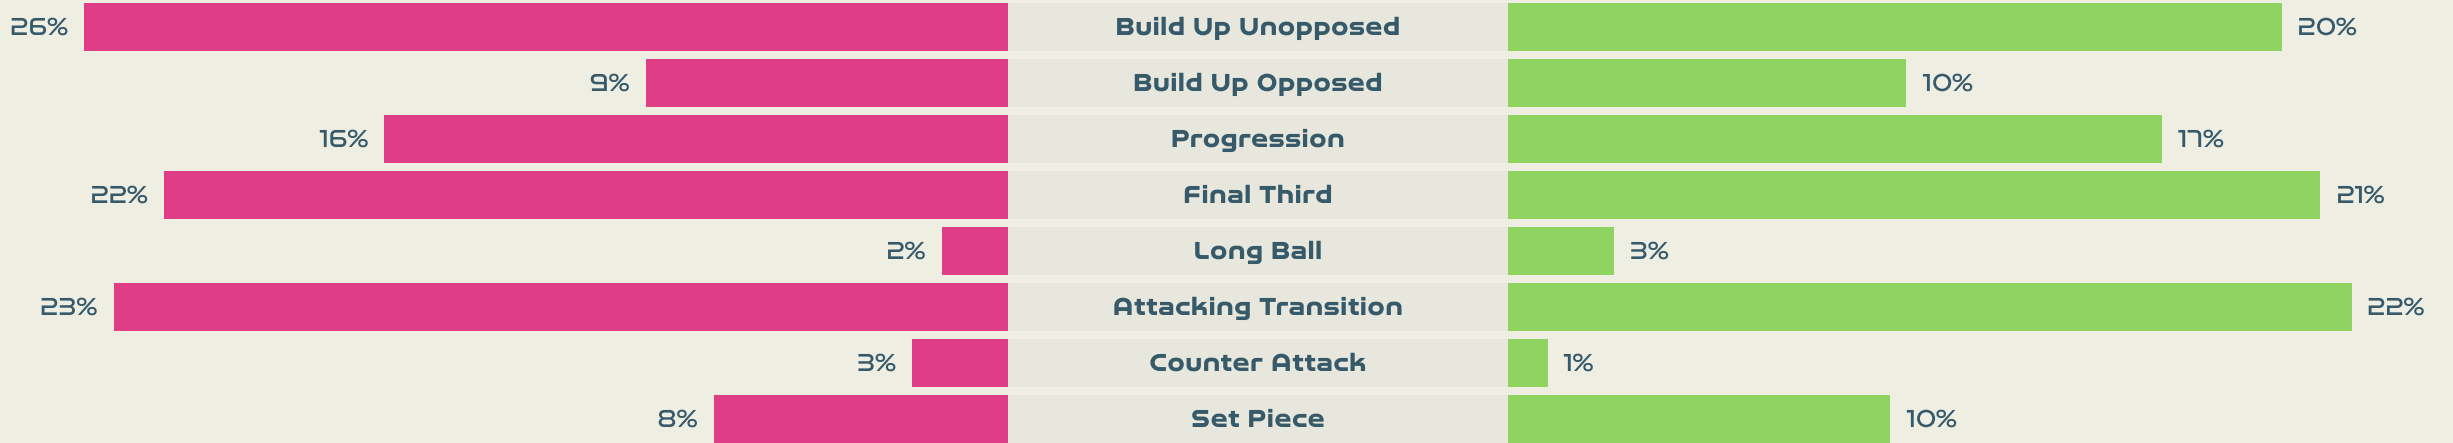 26% Build Up Unopposed 20%
9% Build Up Opposed 10%
16% Progression 17%
22% Final Third 21%
2% Long Ball 3%
23% Attacking Transition 22%
3% Counter Attack 1%
8% Set Piece 10%